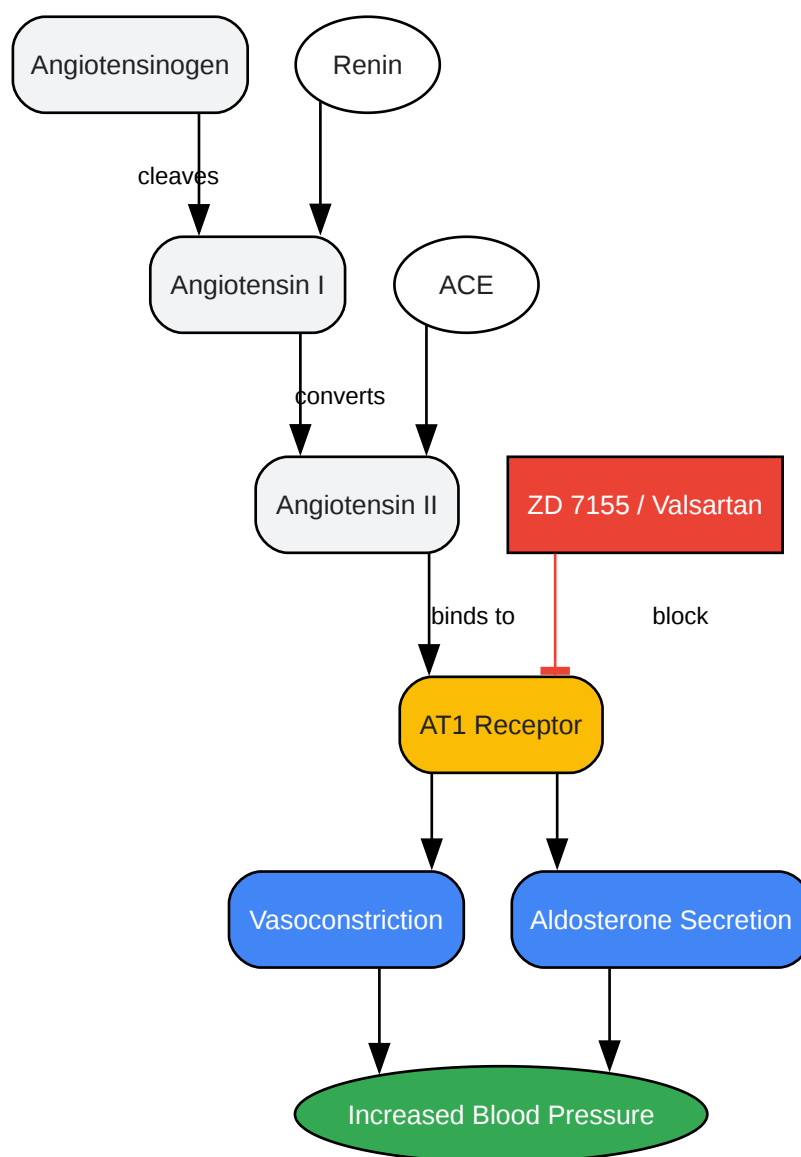 Angiotensinogen
Renin
cleaves
Angiotensin I
ACE
converts
Angiotensin II
ZD 7155 / Valsartan
binds to
block
AT1 Receptor
Vasoconstriction
Aldosterone Secretion
Increased Blood Pressure